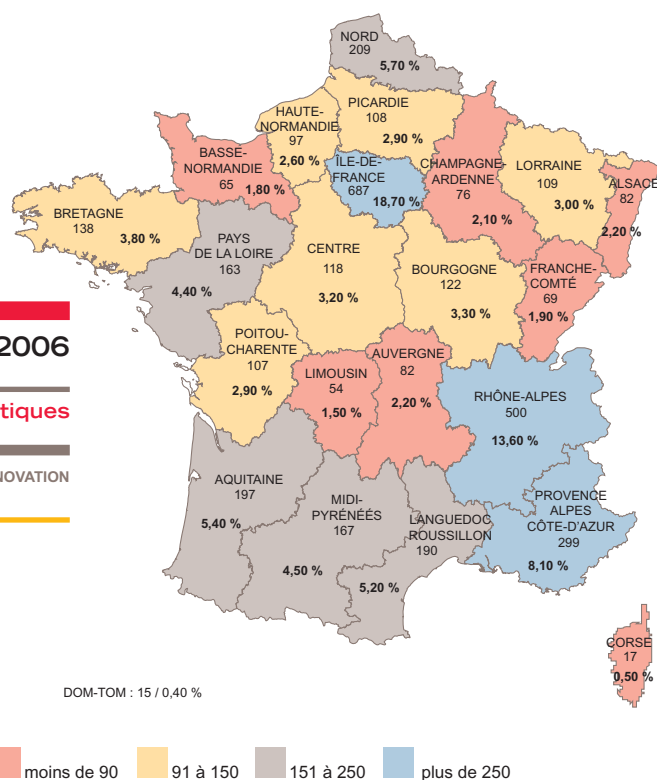 NORD
209
5,70 %
PICARDIE
108
2,90 %
HAUTE-
NORMANDIE
97
2,60 %
BASSE-
NORMANDIE
65
1,80 %
ÎLE-DE-
FRANCE
687
18,70 %
CHAMPAGNE-
ARDENNE
76
2,10 %
LORRAINE
109
3,00 %
ALSACE
82
2,20 %
BRETAGNE
138
3,80 %
PAYS
DE LA LOIRE
163
4,40 %
CENTRE
118
3,20 %
BOURGOGNE
122
3,30 %
FRANCHE-
COMTÉ
69
1,90 %
2006
tiques
NOVATION
POITOU-
CHARENTE
107
2,90 %
LIMOUSIN
54
1,50 %
AUVERGNE
82
2,20 %
RHÔNE-ALPES
500
13,60 %
AQUITAINE
197
5,40 %
MIDI-
PYRÉNÉÉS
167
4,50 %
LANGUEDOC
ROUSSILLON
190
5,20 %
PROVENCE
ALPES
CÔTE-D'AZUR
299
8,10 %
CORSE
17
0,50 %
DOM-TOM : 15 / 0,40 %
moins de 90
91 à 150
151 à 250
plus de 250